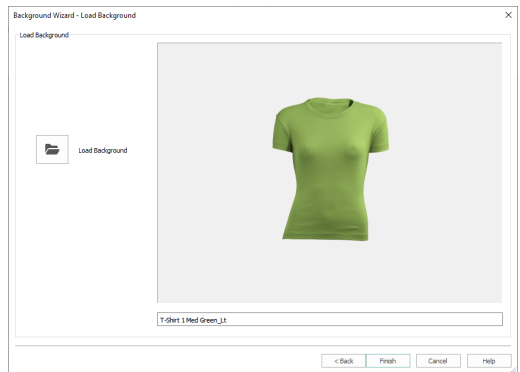 Background Wizard - Load Background
Load Background
Load Background
T-Shirt 1 Med Green_Lt
< Back
Finish
Cancel
Help